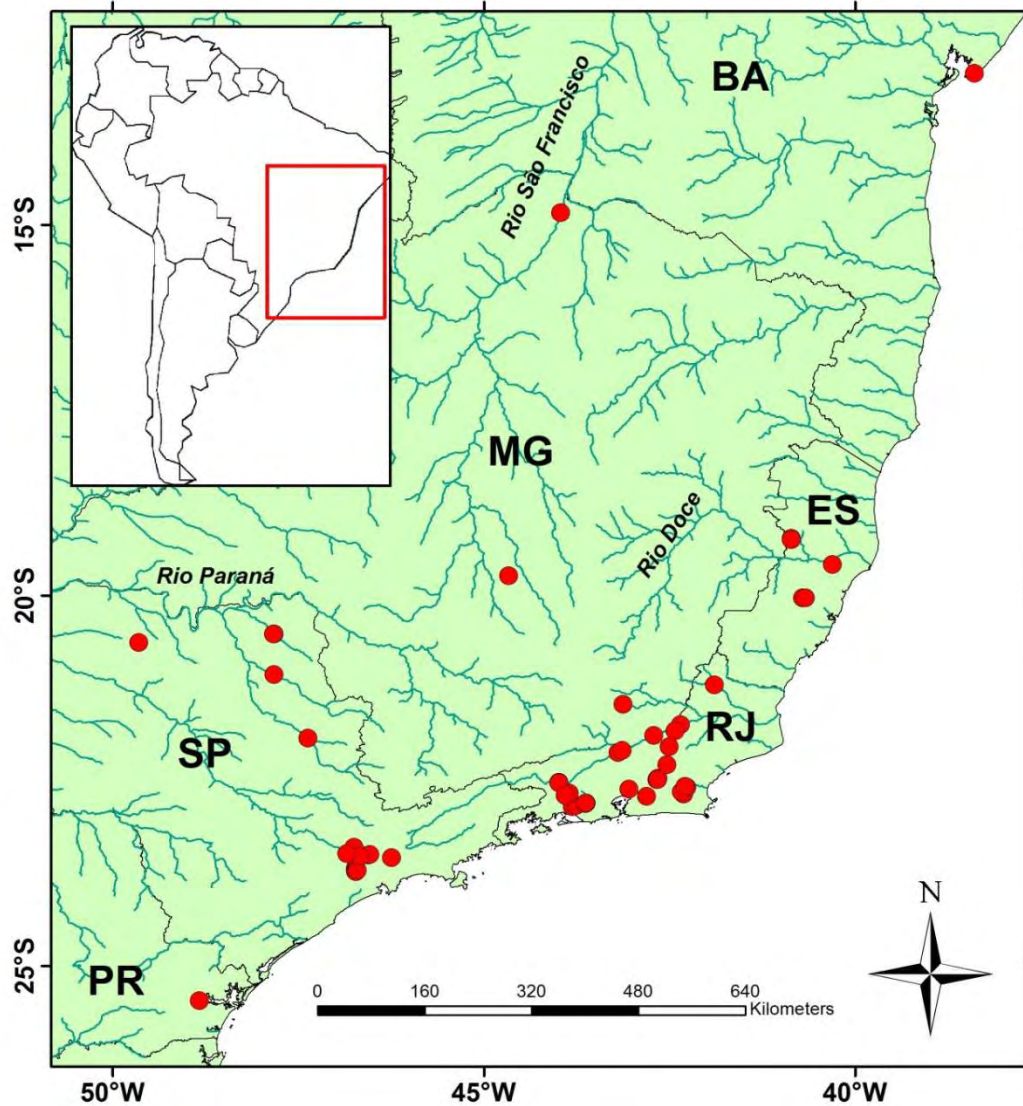 BA
Rio São Francisco
15°S
MG
ES
Rio Doce
Rio Paraná
20°S
RJ
SP
N
25°S
PR
0 160 320 480 640
Kilometers
50°W 45°W 40°W